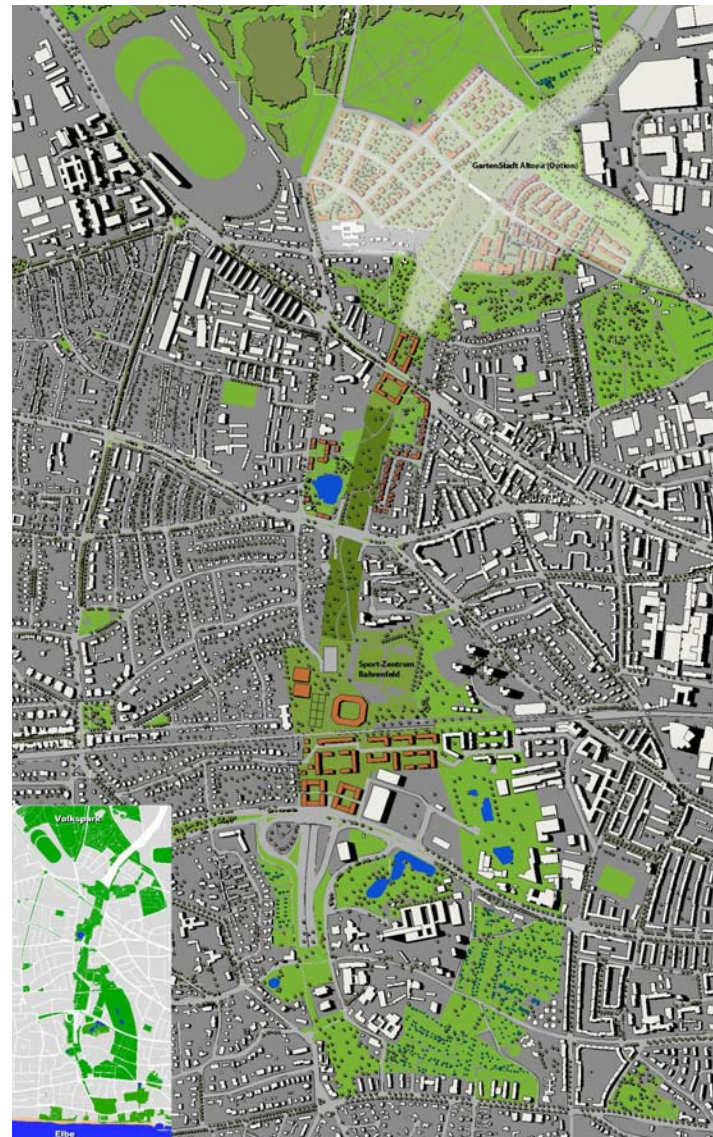 GartenStadt Altona (Option)
Sport-Zentrum
Bahrenfeld
Volkspark
Elbe